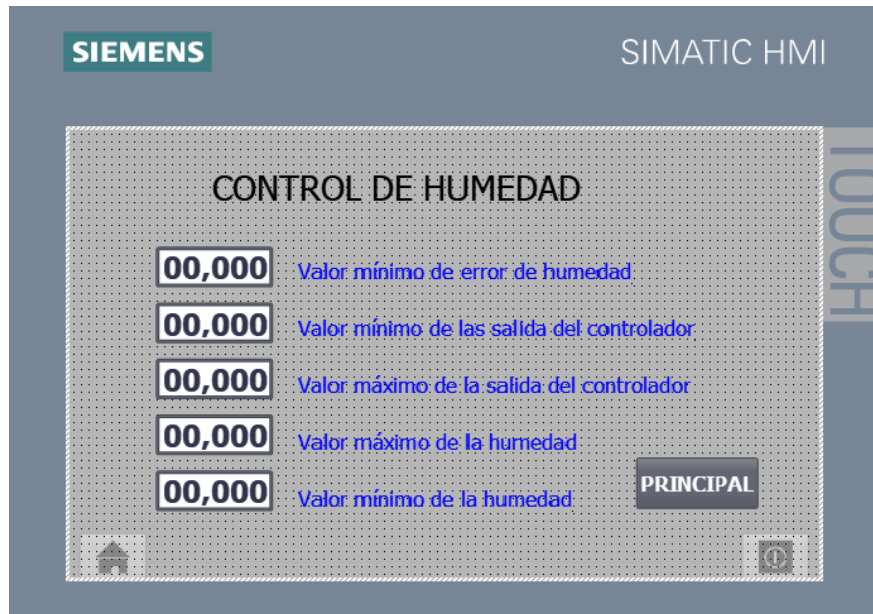 SIEMENS
SIMATIC HMI
TOUCH
CONTROL DE HUMEDAD
00,000 Valor mínimo de error de humedad
00,000 Valor mínimo de las salida del controlador
00,000 Valor máximo de la salida del controlador
00,000 Valor máximo de la humedad
00,000 Valor mínimo de la humedad
PRINCIPAL